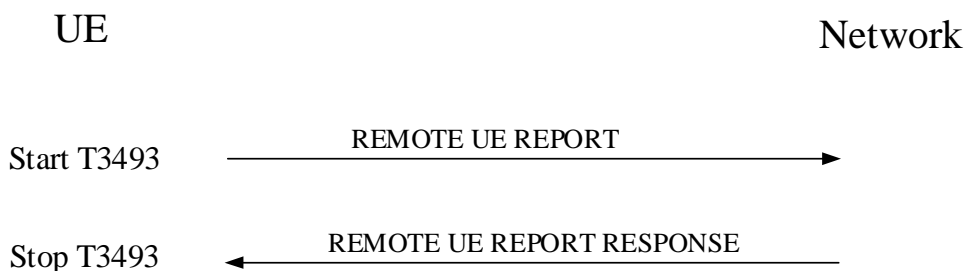 UE
Network
Start T3493
REMOTE UE REPORT
Stop T3493
REMOTE UE REPORT RESPONSE